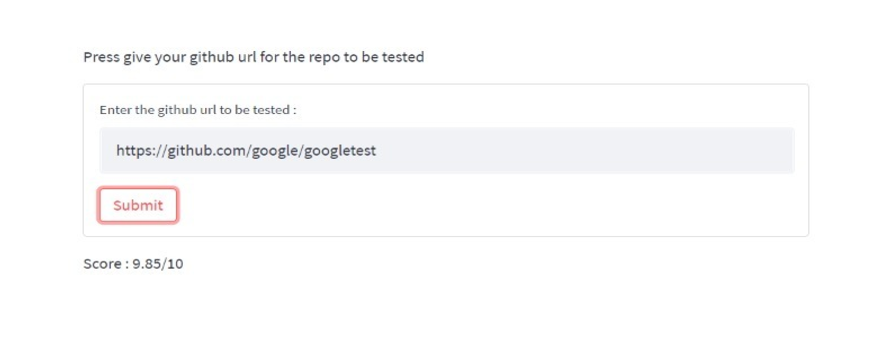 Press give your github url for the repo to be tested
Enter the github url to be tested :
https://github.com/google/googletest
Submit
Score : 9.85/10